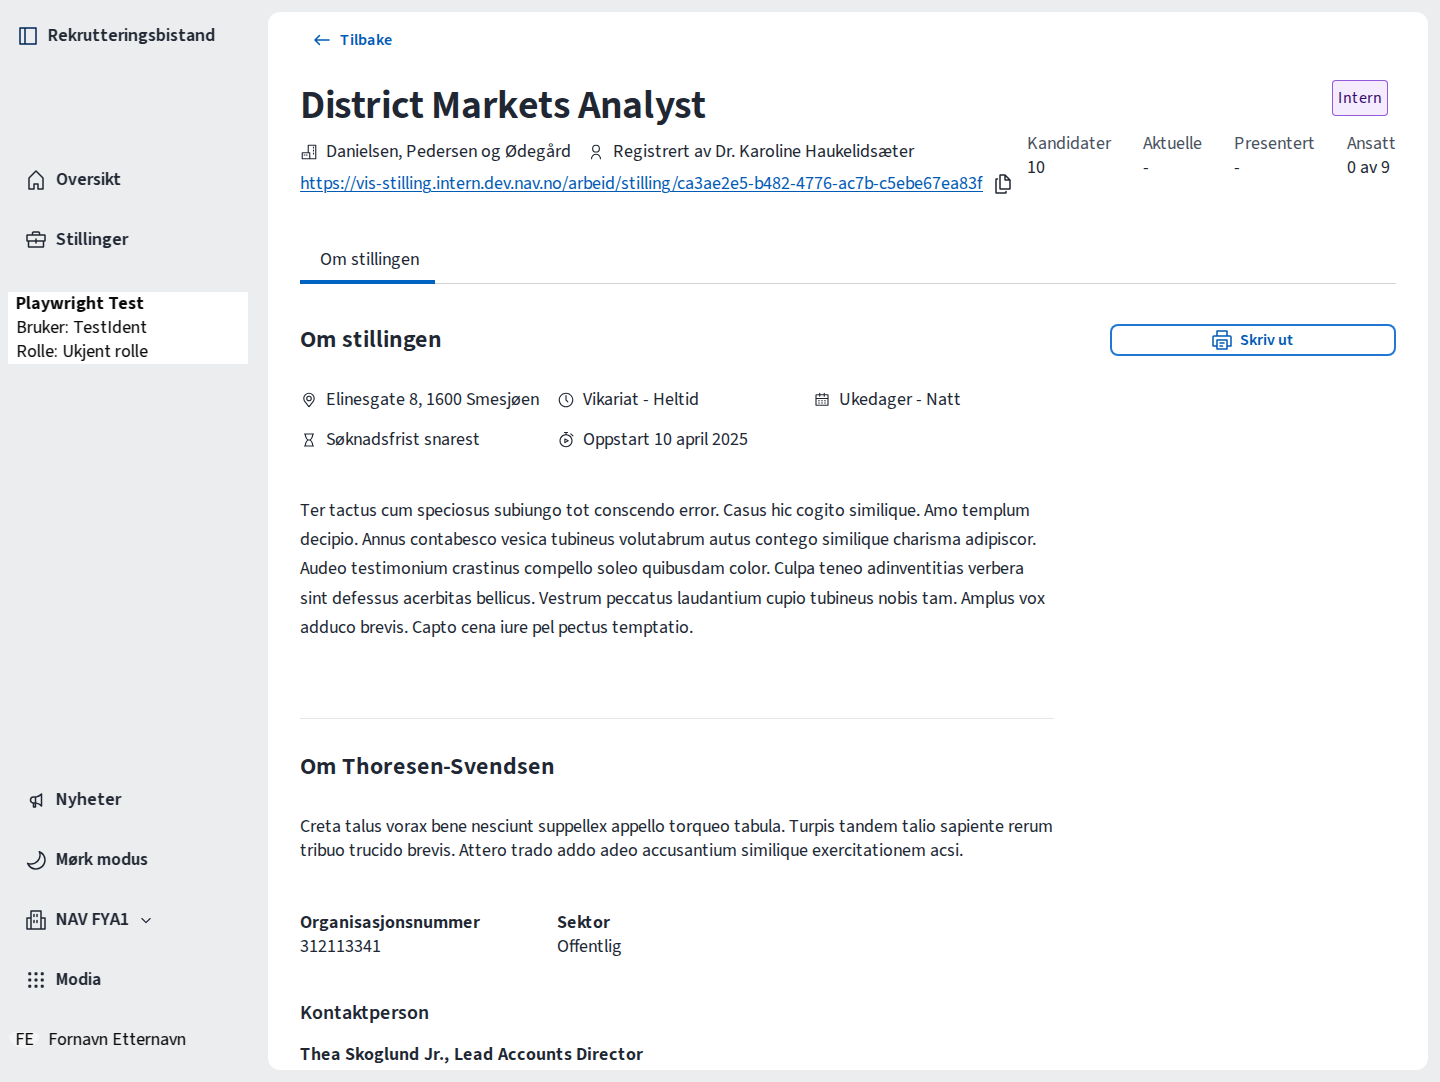 Rekrutteringsbistand
Oversikt
Stillinger
Playwright Test
Bruker: TestIdent
Rolle: Ukjent rolle
Nyheter
Mørk modus
NAV FYA1
Modia
FE Fornavn Etternavn
Tilbake
District Markets Analyst
Intern
Danielsen, Pedersen og Ødegård Registrert av Dr. Karoline Haukelidsæter
https://vis-stilling.intern.dev.nav.no/arbeid/stilling/ca3ae2e5-b482-4776-ac7b-c5ebe67ea83f
Kandidater Aktuelle Presentert Ansatt
10 - - 0 av 9
Om stillingen
Om stillingen
Skriv ut
Elinesgate 8, 1600 Smesjøen Vikariat - Heltid Ukedager - Natt
Søknadsfrist snarest Oppstart 10 april 2025
Ter tactus cum speciosus subiungo tot conscendo error. Casus hic cogito similique. Amo templum
decipio. Annus contabesco vesica tubineus volutabrum autus contego similique charisma adipiscor.
Audeo testimonium crastinus compello soleo quibusdam color. Culpa teneo adinventitias verbera
sint defessus acerbitas bellicus. Vestrum peccatus laudantium cupio tubineus nobis tam. Amplus vox
adduco brevis. Capto cena iure pel pectus temptatio.
Om Thoresen-Svendsen
Creta talus vorax bene nesciunt suppellex appello torqueo tabula. Turpis tandem talio sapiente rerum
tribuo trucido brevis. Attero trado addo adeo accusantium similique exercitationem acsi.
Organisasjonsnummer Sektor
312113341 Offentlig
Kontaktperson
Thea Skoglund Jr., Lead Accounts Director